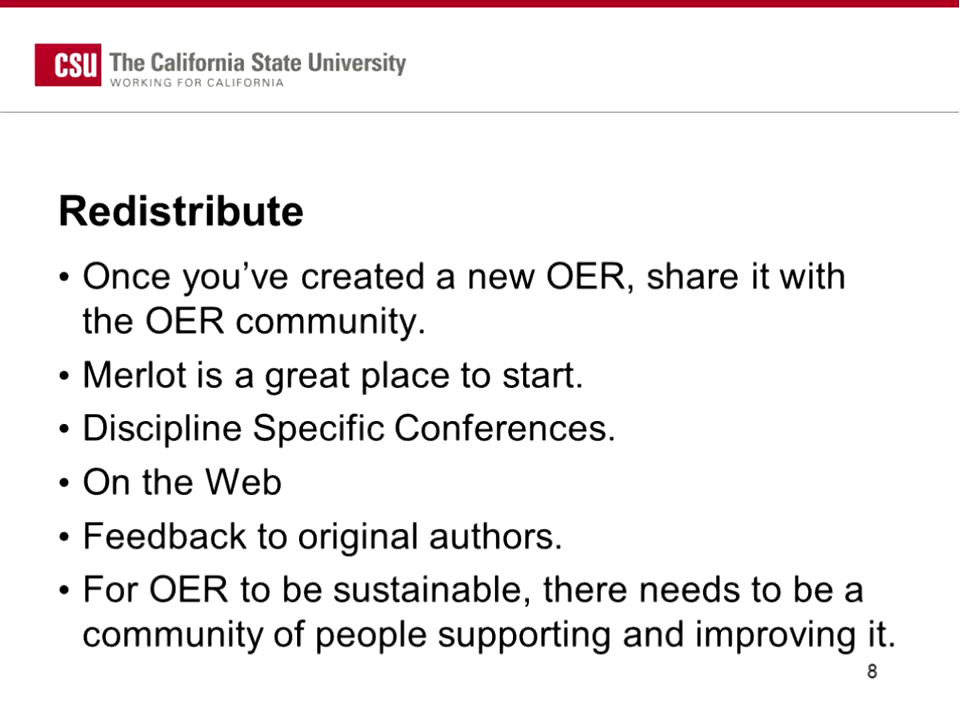 CSU The California State University
WORKING FOR CALIFORNIA
Redistribute
• Once you’ve created a new OER, share it with
the OER community.
• Merlot is a great place to start.
• Discipline Specific Conferences.
• On the Web
• Feedback to original authors.
• For OER to be sustainable, there needs to be a
community of people supporting and improving it.
8